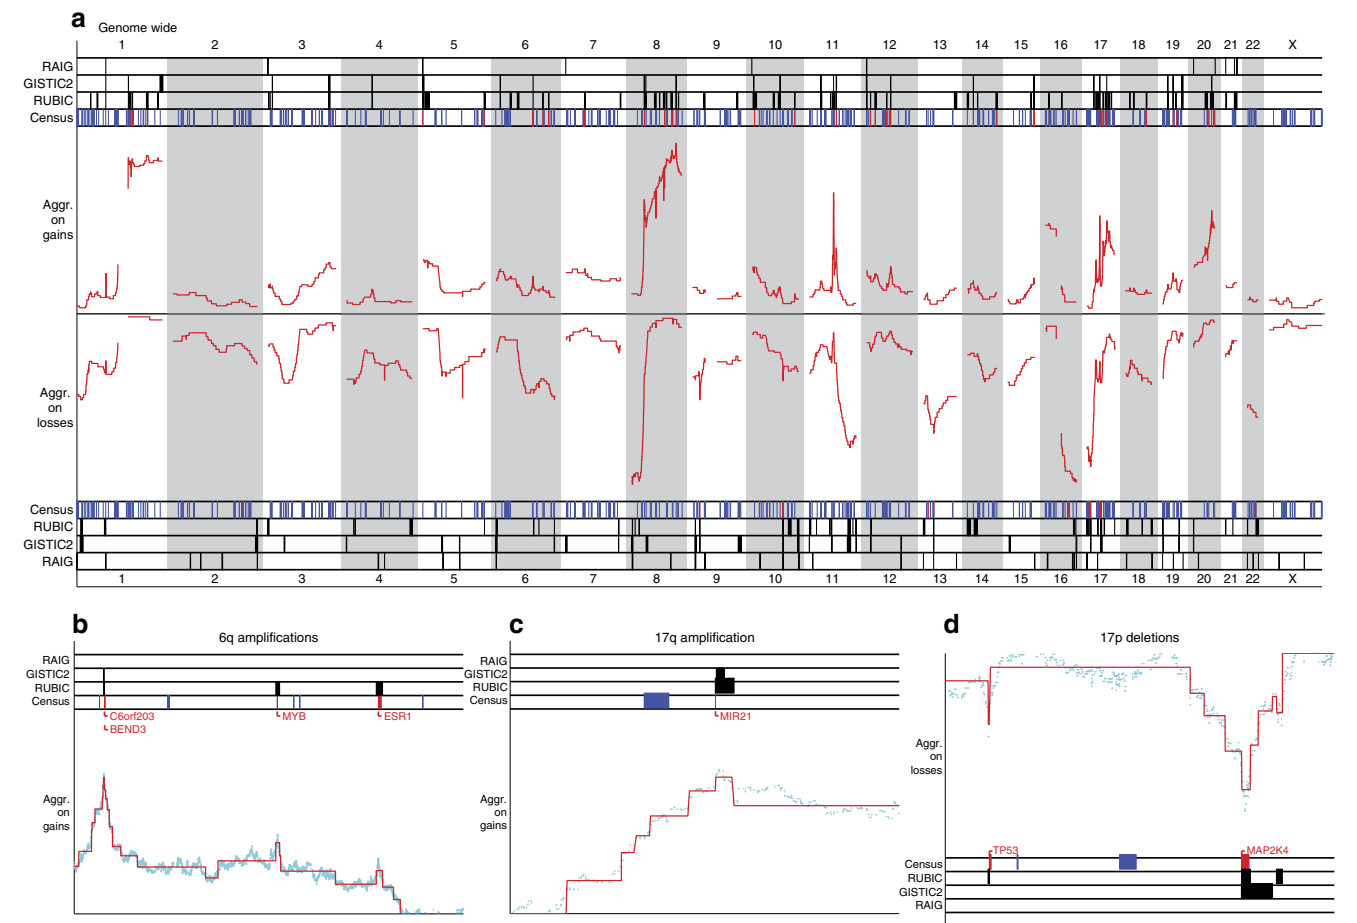 a
Genome wide
1 2 3 4 5 6 7 8 9 10 11 12 13 14 15 16 17 18 19 20 21 22 X
RAIG
GISTIC2
RUBIC
Census
Aggr.
on
gains
Aggr.
on
losses
Census
RUBIC
GISTIC2
RAIG
1 2 3 4 5 6 7 8 9 10 11 12 13 14 15 16 17 18 19 20 21 22 X
b
6q amplifications
RAIG
GISTIC2
RUBIC
Census
C6orf203
MYB
ESR1
BEND3
Aggr.
on
gains
c
17q amplification
RAIG
GISTIC2
RUBIC
Census
MIR21
Aggr.
on
gains
d
17p deletions
Aggr.
on
losses
TP53
MAP2K4
Census
RUBIC
GISTIC2
RAIG